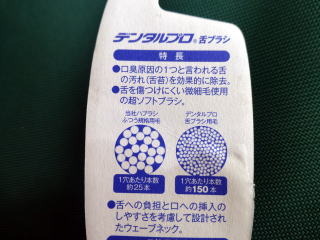 デンタルプロ 舌ブラシ
特長
●口臭原因の1つと言われる舌
の汚れ(舌苔)を効果的に除去。
●舌を傷つけにくい微細毛使用
の超ソフトブラシ。
当社ハブラシ
ふつう規格用毛
デンタルプロ
舌ブラシ用毛
1穴あたり本数
約25本
1穴あたり本数
約150本
●舌への負担と口への挿入の
しやすさを考慮して設計され
たウェーブネック。